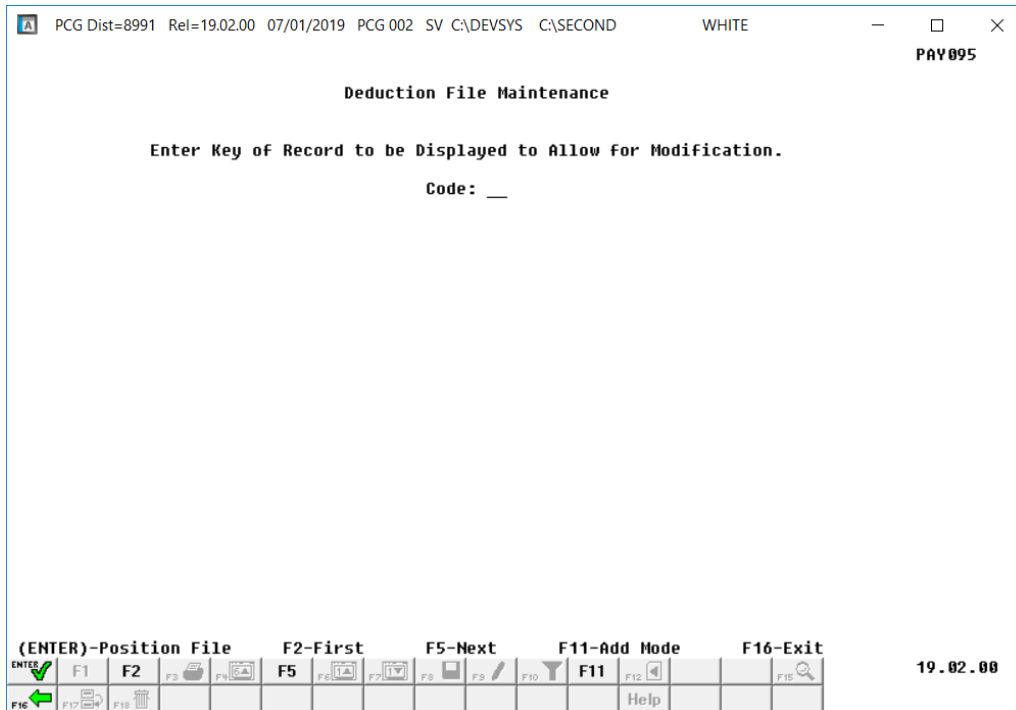 A PCG Dist=8991 Rel=19.02.00 07/01/2019 PCG 002 SV C:\DEVSYS C:\SECOND WHITE
PAY095
Deduction File Maintenance
Enter Key of Record to be Displayed to Allow for Modification.
Code: __
(ENTER)-Position File F2-First F5-Next F11-Add Mode F16-Exit
ENTER F1 F2 F3 F4 F5 F6 F7 F8 F9 F10 F11 F12 F15 19.02.00
F16 F17 F18 Help